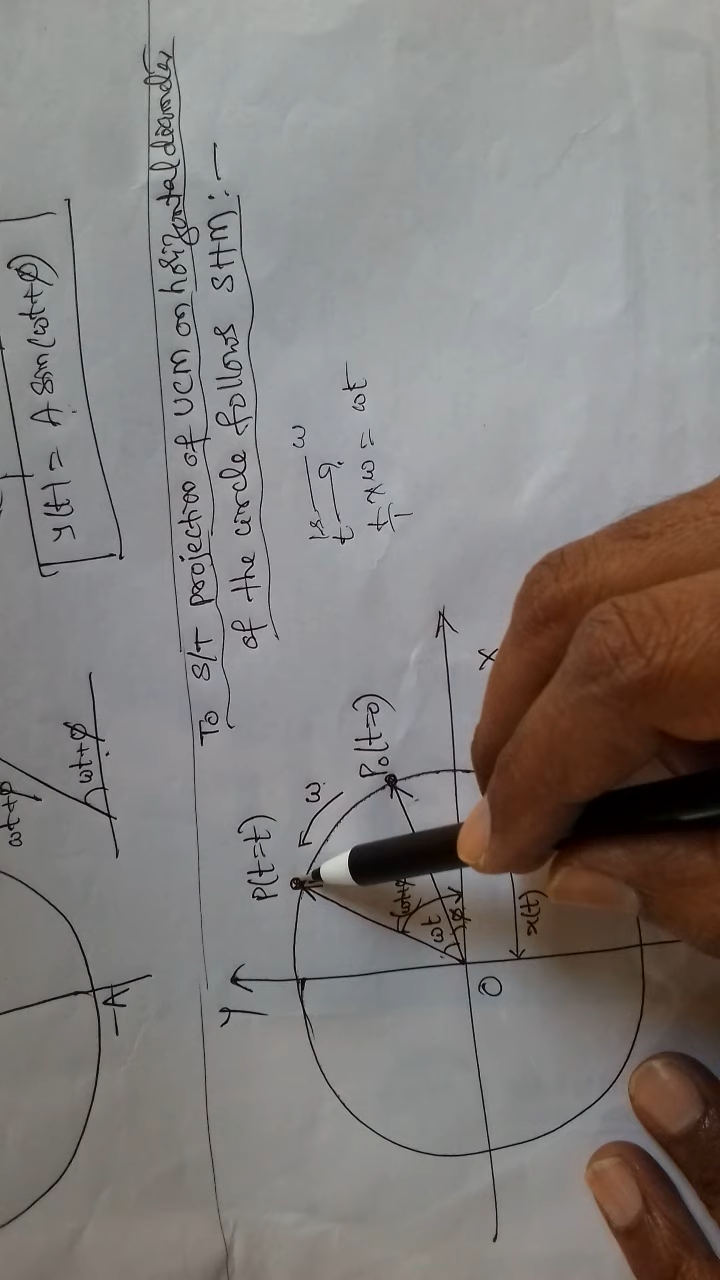 y(t) = A sin(ωt+φ)
ωt+φ
ωt+φ
-A
To S/T projection of UCM on horizontal diameter
of the circle follows SHM:-
1s — ω
t — ?
t/1 × ω = ωt
Y
P(t=t)
ω
P₀(t=0)
X
ωt+φ
ωt
φ
O
x(t)